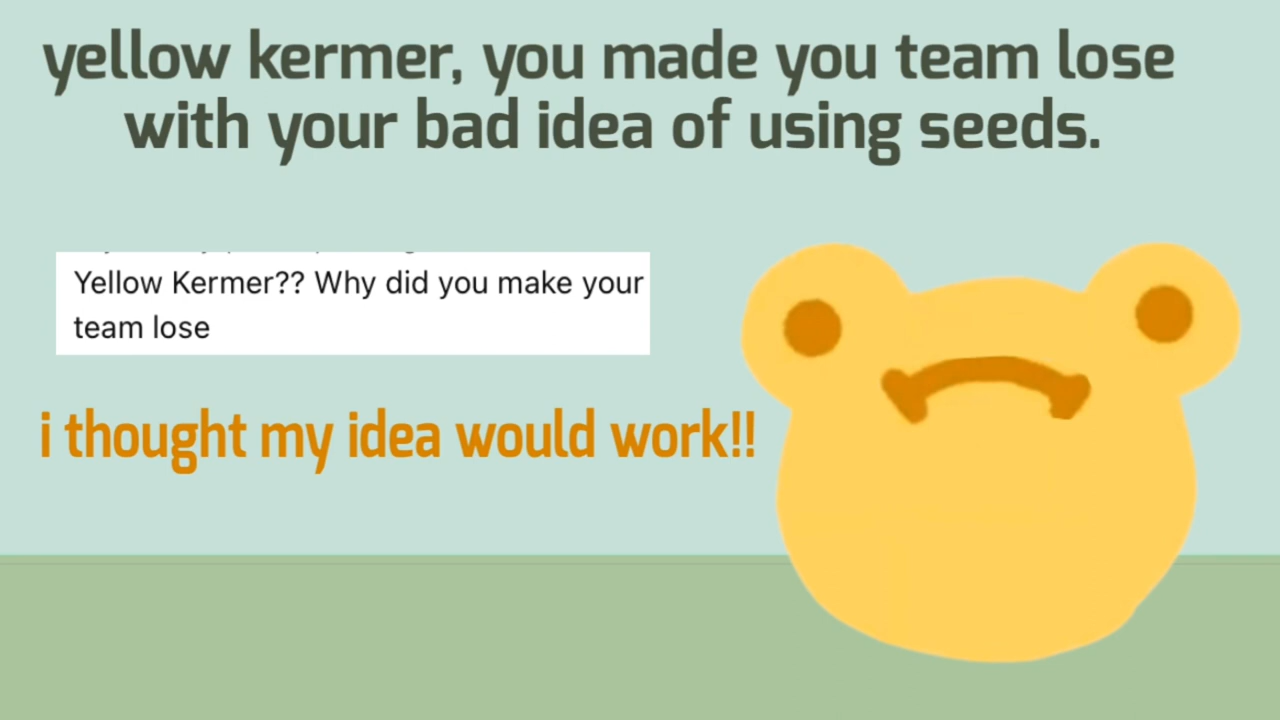 yellow kermer, you made you team lose
with your bad idea of using seeds.
Yellow Kermer?? Why did you make your
team lose
i thought my idea would work!!